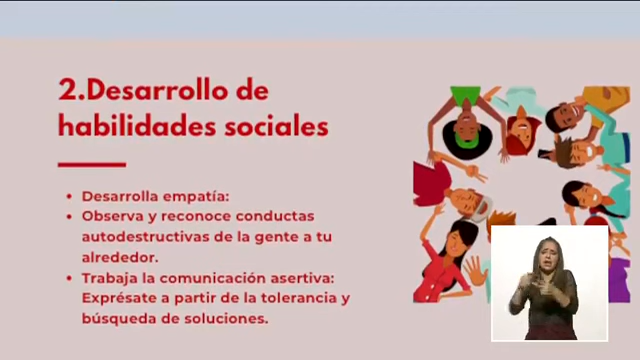 2.Desarrollo de
habilidades sociales
• Desarrolla empatía:
• Observa y reconoce conductas
autodestructivas de la gente a tu
alrededor.
• Trabaja la comunicación asertiva:
Exprésate a partir de la tolerancia y
búsqueda de soluciones.